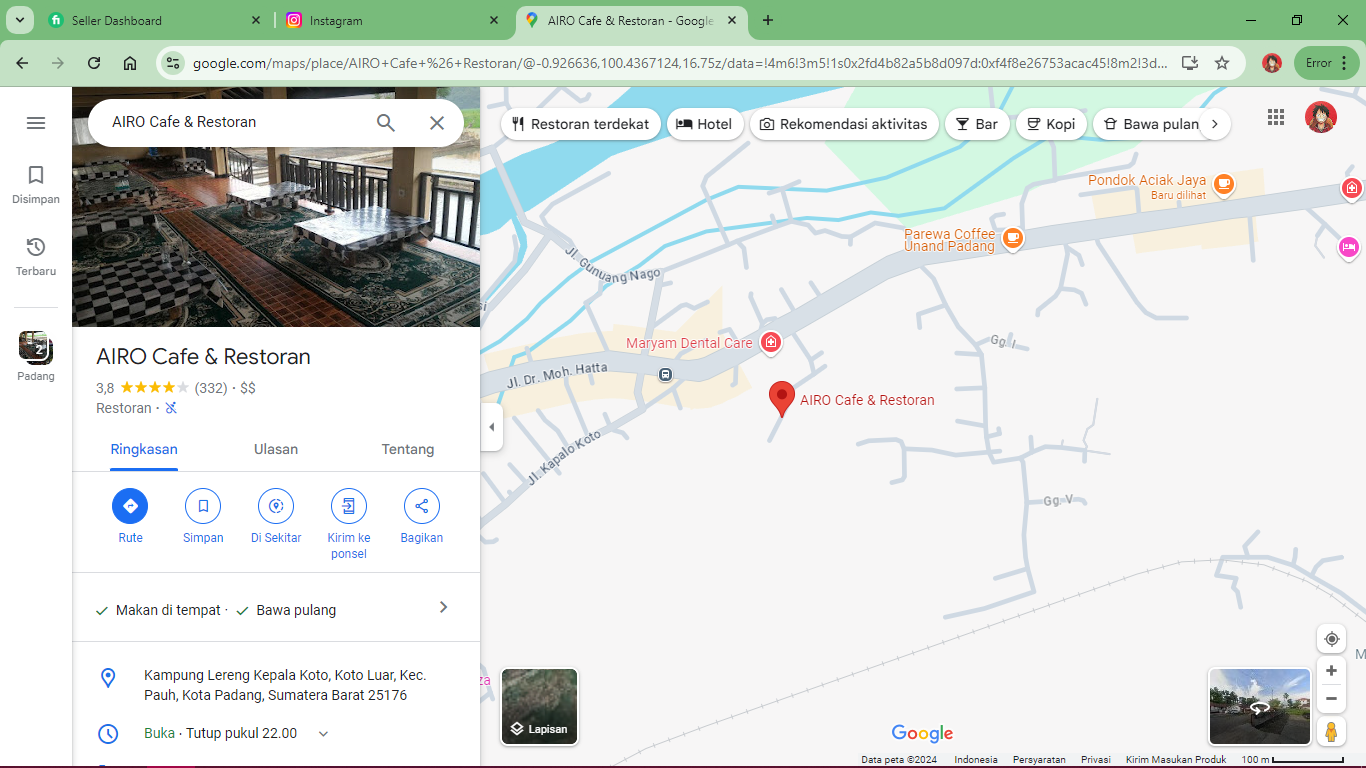 Seller Dashboard
Instagram
AIRO Cafe & Restoran - Google
google.com/maps/place/AIRO+Cafe+%26+Restoran/@-0.926636,100.4367124,16.75z/data=!4m6!3m5!1s0x2fd4b82a5b8d097d:0xf4f8e26753acac45!8m2!3d...
Error
AIRO Cafe & Restoran
Restoran terdekat
Hotel
Rekomendasi aktivitas
Bar
Kopi
Bawa pulan
Disimpan
Terbaru
2
Padang
AIRO Cafe & Restoran
3,8 (332) · $$
Restoran ·
Ringkasan
Ulasan
Tentang
Rute
Simpan
Di Sekitar
Kirim ke
ponsel
Bagikan
Makan di tempat ·
Bawa pulang
Kampung Lereng Kepala Koto, Koto Luar, Kec.
Pauh, Kota Padang, Sumatera Barat 25176
Buka · Tutup pukul 22.00
Pondok Aciak Jaya
Baru dilihat
Parewa Coffee
Unand Padang
Jl. Gunuang Nago
si
Maryam Dental Care
Gg. I
Jl. Dr. Moh. Hatta
AIRO Cafe & Restoran
Jl. Kapalo Koto
Gg. V
M
za
Lapisan
Google
Data peta ©2024
Indonesia
Persyaratan
Privasi
Kirim Masukan Produk
100 m